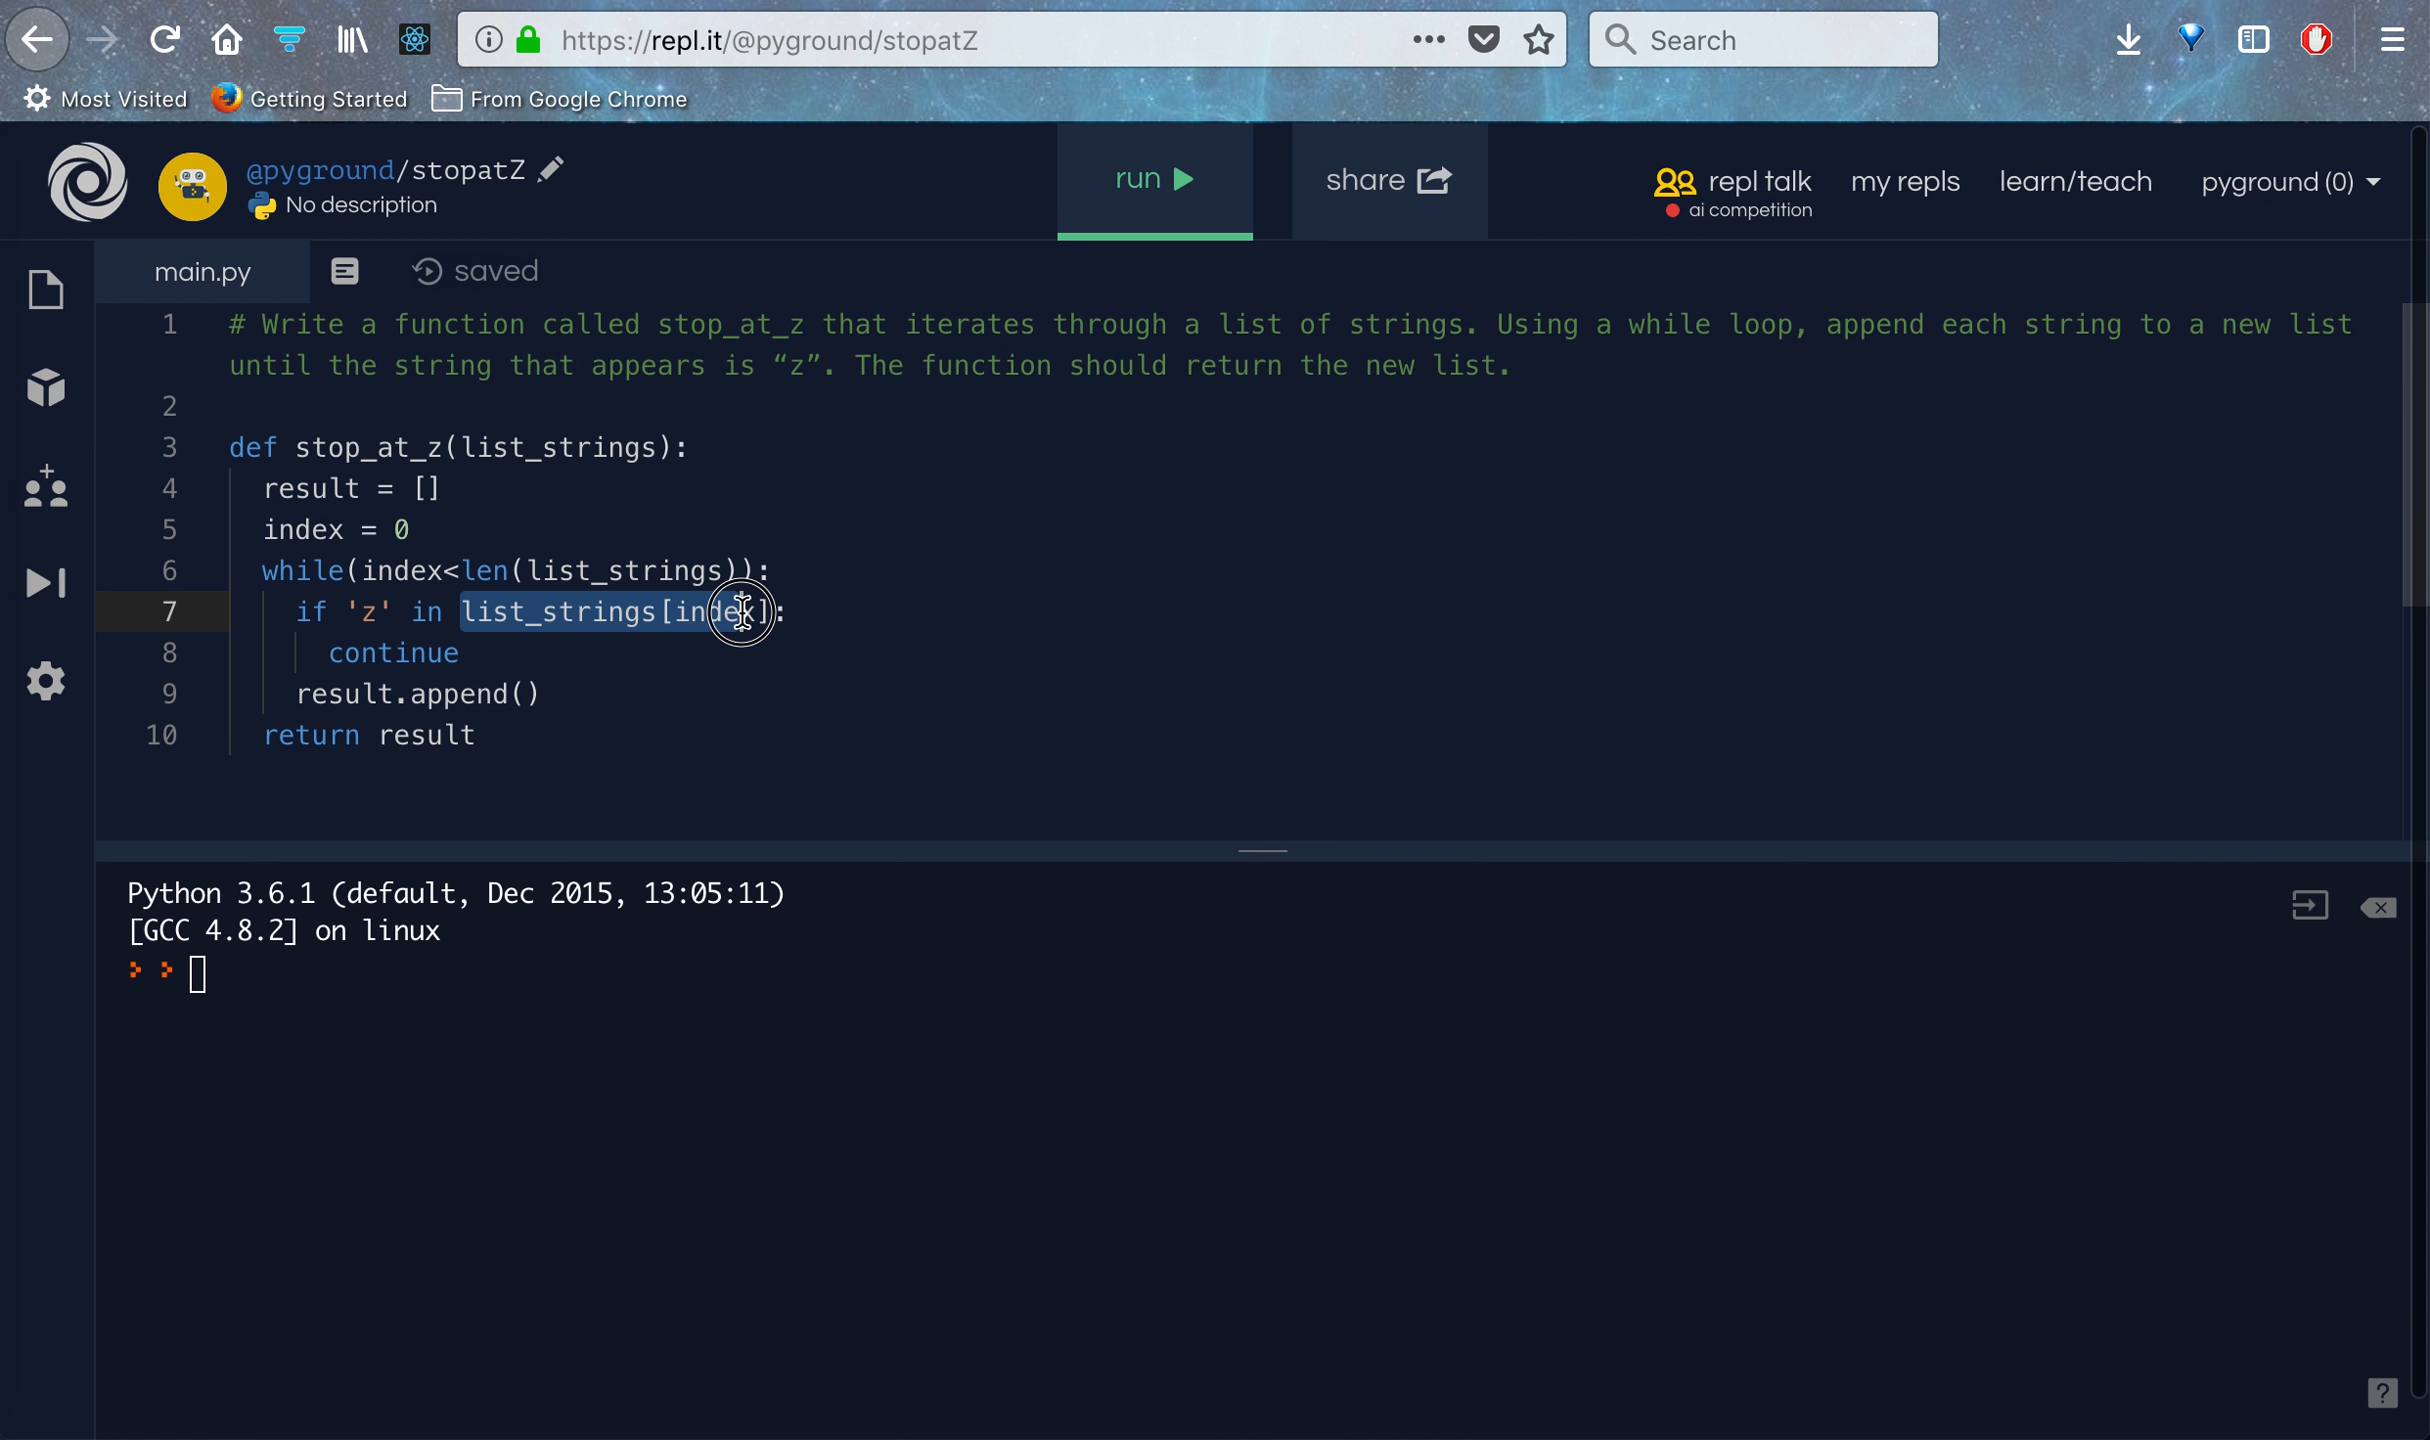 https://repl.it/@pyground/stopatZ
Search
Most Visited
Getting Started
From Google Chrome
@pyground/stopatZ
No description
run
share
repl talk
ai competition
my repls
learn/teach
pyground (0)
main.py
saved
1 # Write a function called stop_at_z that iterates through a list of strings. Using a while loop, append each string to a new list
until the string that appears is “z”. The function should return the new list.
2
3 def stop_at_z(list_strings):
4 result = []
5 index = 0
6 while(index<len(list_strings)):
7 if 'z' in list_strings[index]:
8 continue
9 result.append()
10 return result
Python 3.6.1 (default, Dec 2015, 13:05:11)
[GCC 4.8.2] on linux